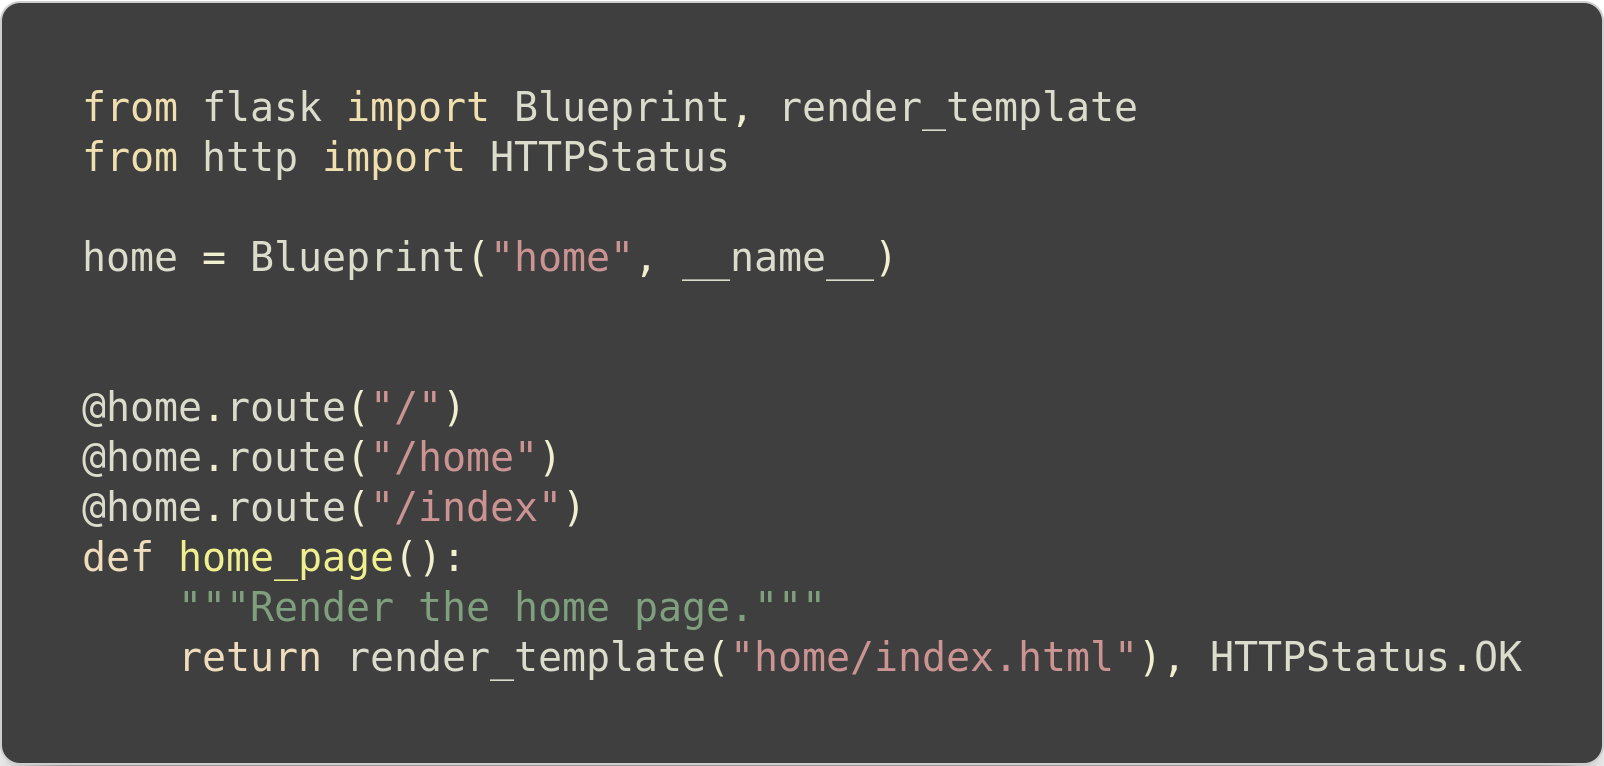 from flask import Blueprint, render_template
from http import HTTPStatus

home = Blueprint("home", __name__)


@home.route("/")
@home.route("/home")
@home.route("/index")
def home_page():
    """Render the home page."""
    return render_template("home/index.html"), HTTPStatus.OK